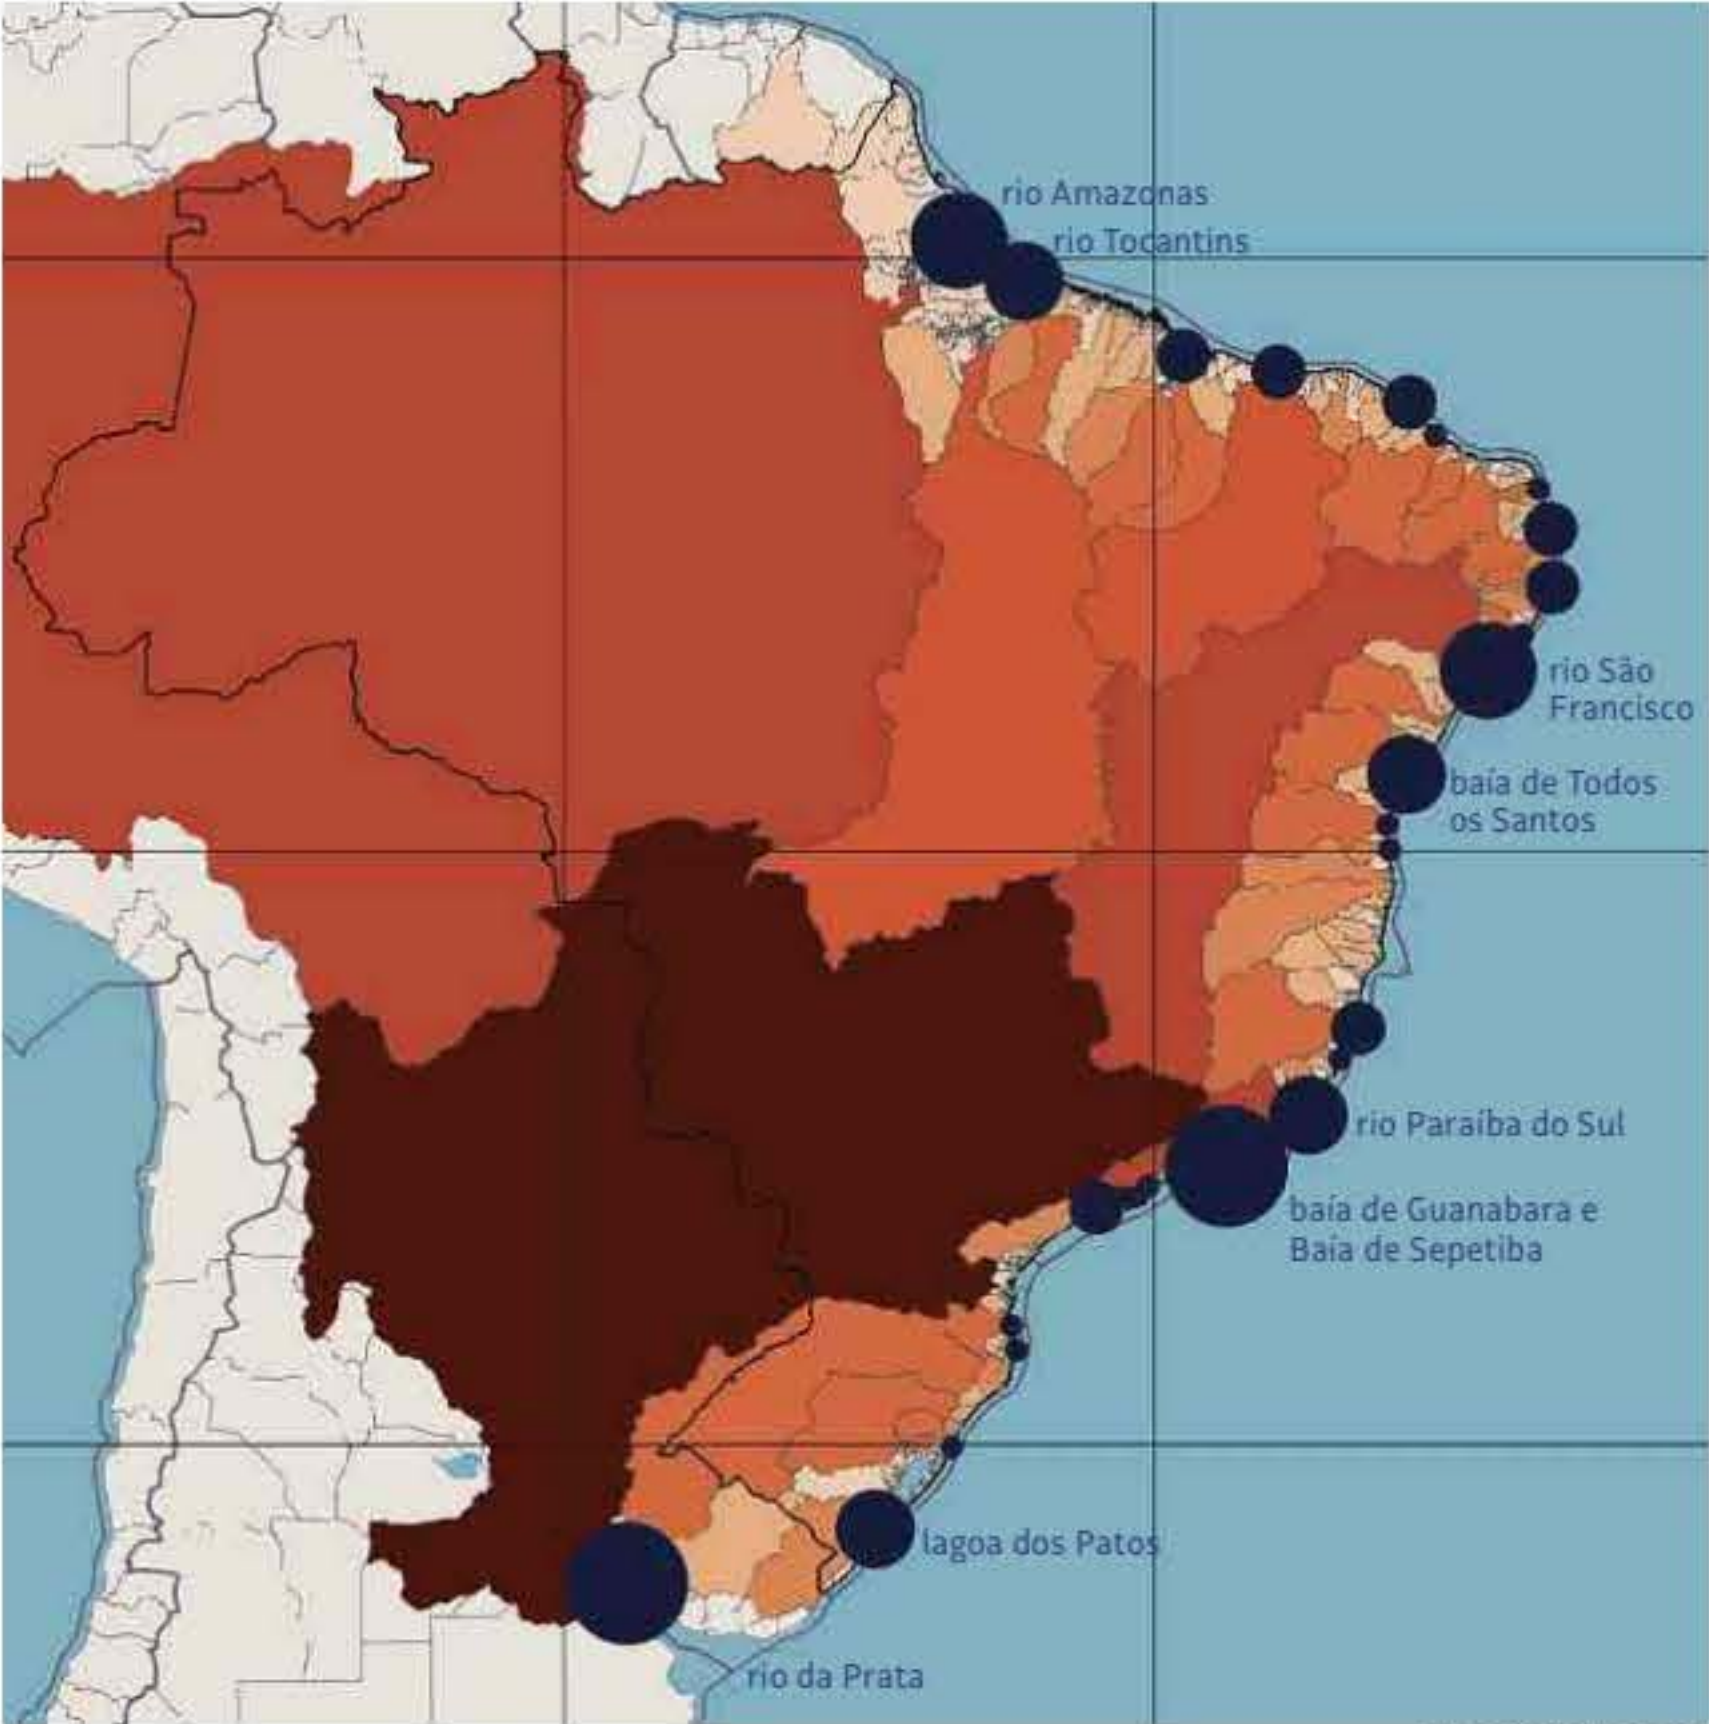 rio Amazonas
rio Tocantins
rio São
Francisco
baía de Todos
os Santos
rio Paraíba do Sul
baía de Guanabara e
Baía de Sepetiba
lagoa dos Patos
rio da Prata